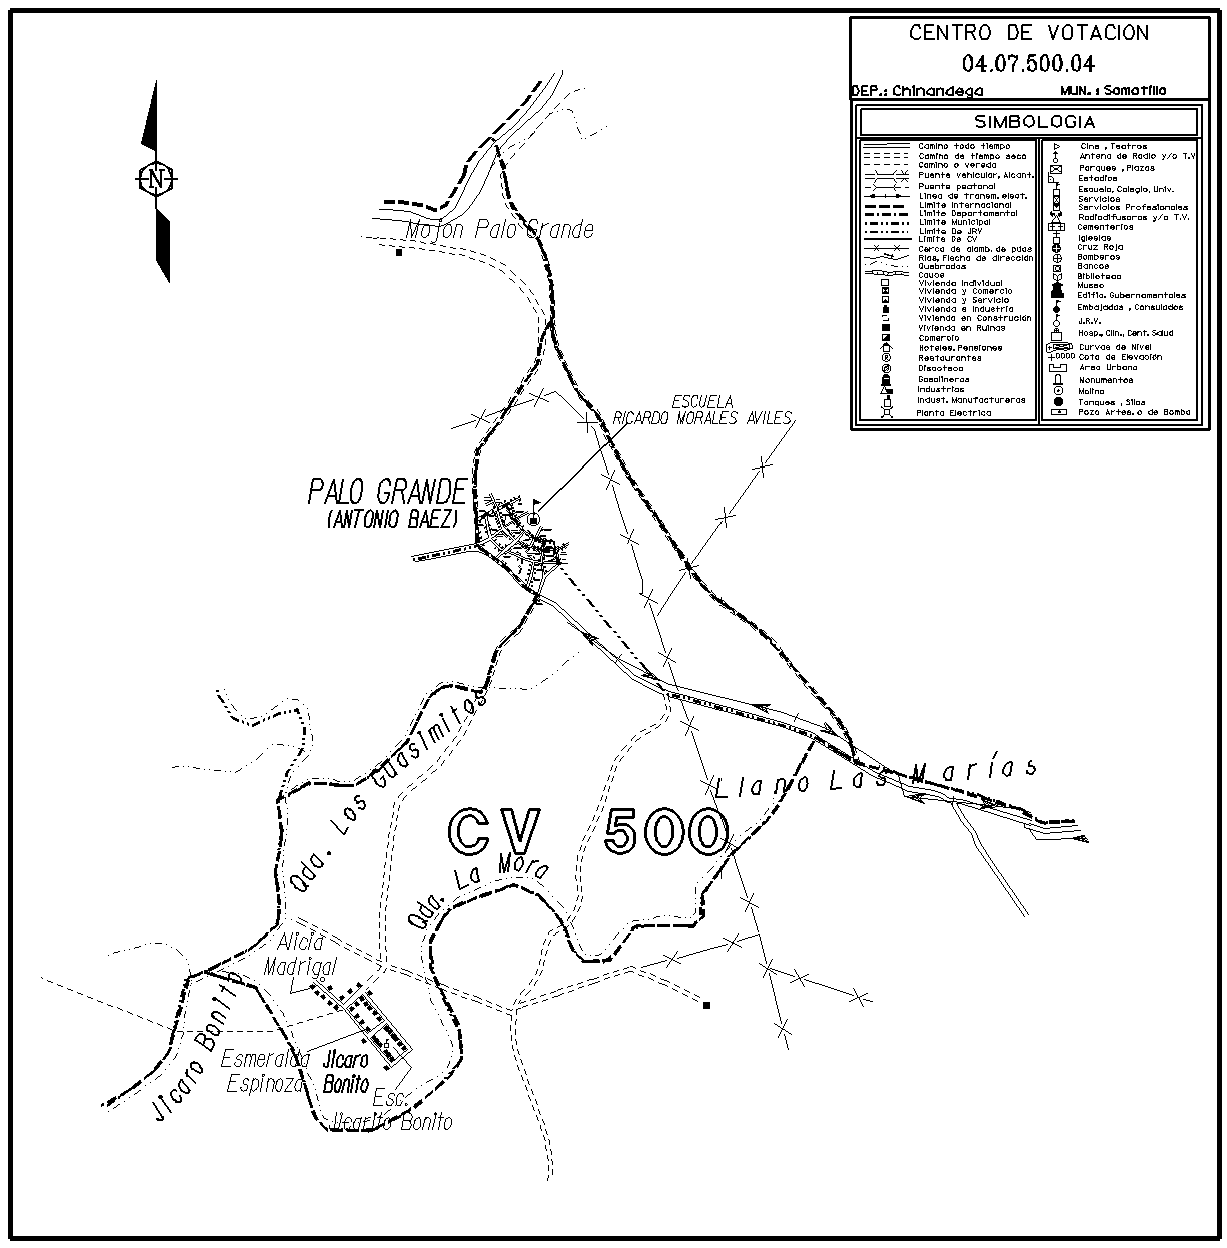 CENTRO DE VOTACION
04.07.500.04
DEP.: Chinandega MUN.: Somotillo
SIMBOLOGIA
Camino todo tiempo
Camino de tiempo seco
Camino o vereda
Puente vehicular, Alcant.
Puente peatonal
Linea de transm. elect.
Limite Internacional
Limite Departamental
Limite Municipal
Limite De JRV
Limite De CV
Cerca de alamb. de puas
Rios, Flecha de direccion
Quebradas
Cauce
Vivienda Individual
Vivienda y Comercio
Vivienda y Servicio
Vivienda e Industria
Vivienda en Construcion
Vivienda en Ruinas
Comercio
Hoteles, Pensiones
Restaurantes
Discoteca
Gasolineras
Industrias
Indust. Manufactureras
Planta Electrica
Cine , Teatros
Antena de Radio y/o T.V
Parques , Plazas
Estadios
Escuela, Colegio, Univ.
Servicios
Servicios Profesionales
Radiodifusoras y/o T.V.
Cementerios
Iglesias
Cruz Roja
Bomberos
Bancos
Biblioteca
Museo
Edific. Gubernamentales
Embajadas , Consulados
J.R.V.
Hosp., Clin., Cent. Salud
Curvas de Nivel
+0000 Cota de Elevación
Area Urbana
Monumentos
Molino
Tanques , Silos
Pozo Artes. o de Bomba
N
Mojon Palo Grande
ESCUELA
RICARDO MORALES AVILES
PALO GRANDE
(ANTONIO BAEZ)
Qda. Los Guasimitos
Llano Las Marías
CV 500
Qda. La Mora
Alicia
Madrigal
Jicaro Bonito
Esmeralda
Espinoza
Jicaro
Bonito
Esc.
Jicarito Bonito